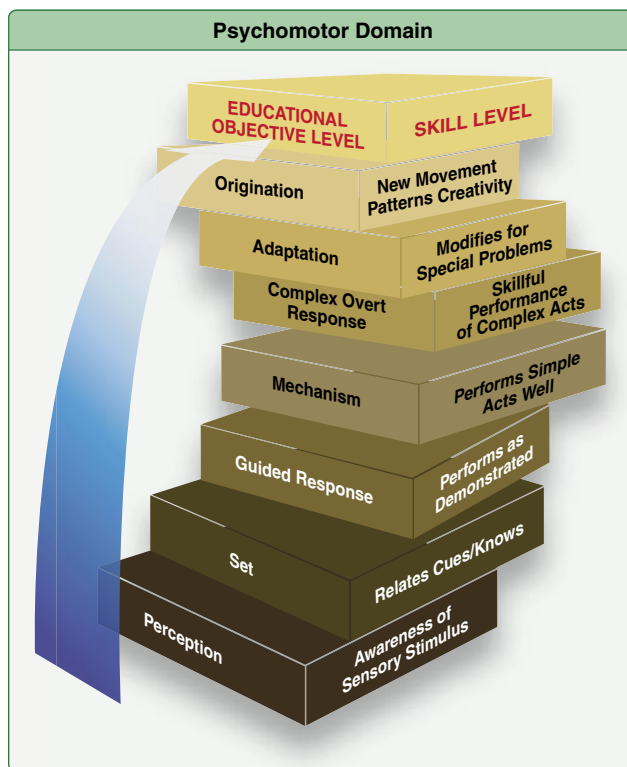 Psychomotor Domain
EDUCATIONAL
OBJECTIVE LEVEL
SKILL LEVEL
Origination
New Movement
Patterns Creativity
Adaptation
Modifies for
Special Problems
Complex Overt
Response
Skillful
Performance
of Complex Acts
Mechanism
Performs Simple
Acts Well
Guided Response
Performs as
Demonstrated
Set
Relates Cues/Knows
Perception
Awareness of
Sensory Stimulus